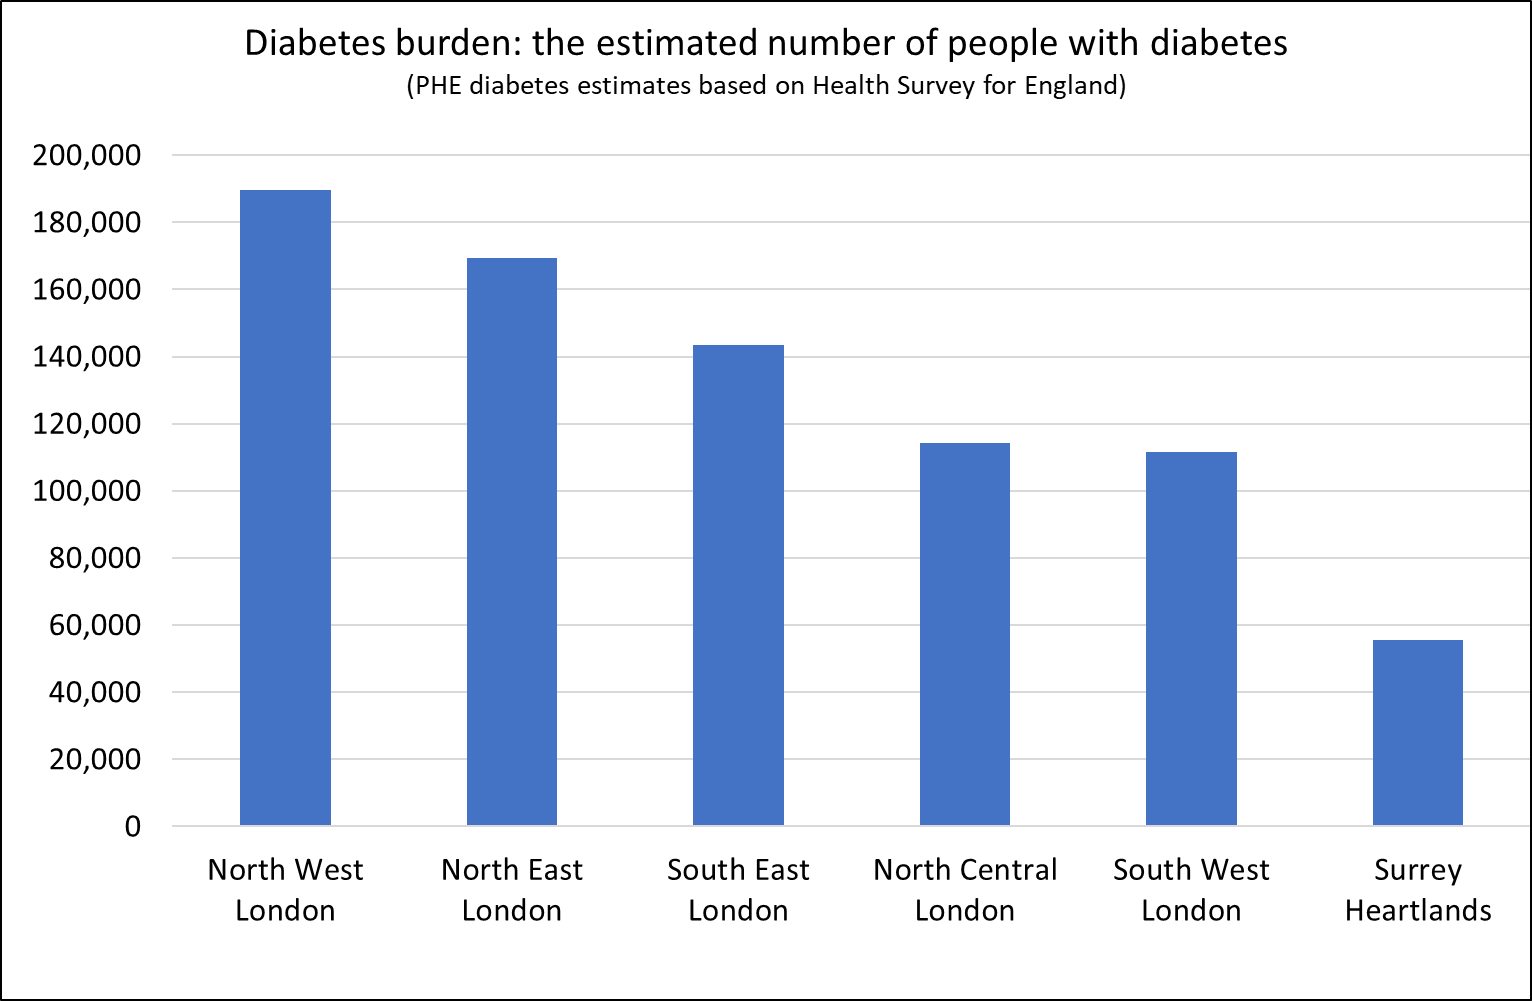 Diabetes burden: the estimated number of people with diabetes
(PHE diabetes estimates based on Health Survey for England)
200,000
180,000
160,000
140,000
120,000
100,000
80,000
60,000
40,000
20,000
0
North West
London
North East
London
South East
London
North Central
London
South West
London
Surrey
Heartlands